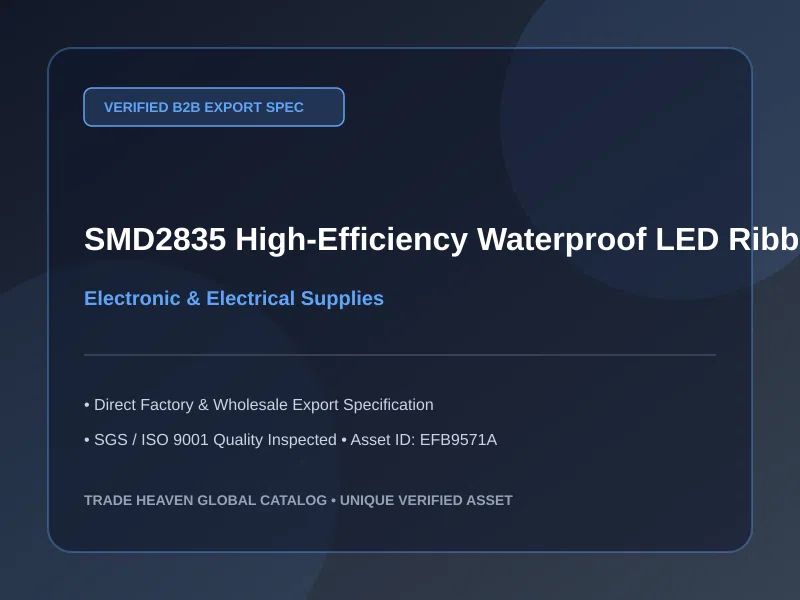 VERIFIED B2B EXPORT SPEC
SMD2835 High-Efficiency Waterproof LED Ribb
Electronic & Electrical Supplies
• Direct Factory & Wholesale Export Specification
• SGS / ISO 9001 Quality Inspected • Asset ID: EFB9571A
TRADE HEAVEN GLOBAL CATALOG • UNIQUE VERIFIED ASSET